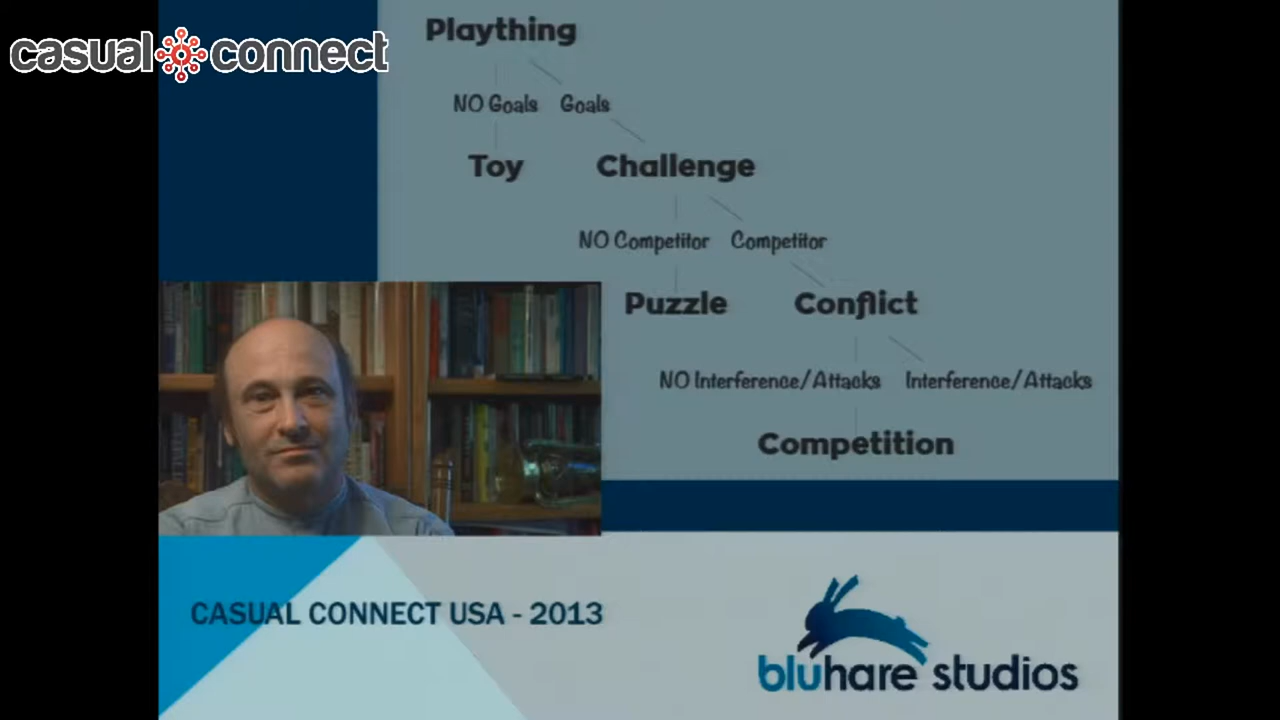 casual connect
Plaything
NO Goals Goals
Toy Challenge
NO Competitor Competitor
Puzzle Conflict
NO Interference/Attacks Interference/Attacks
Competition
CASUAL CONNECT USA - 2013
bluhare studios